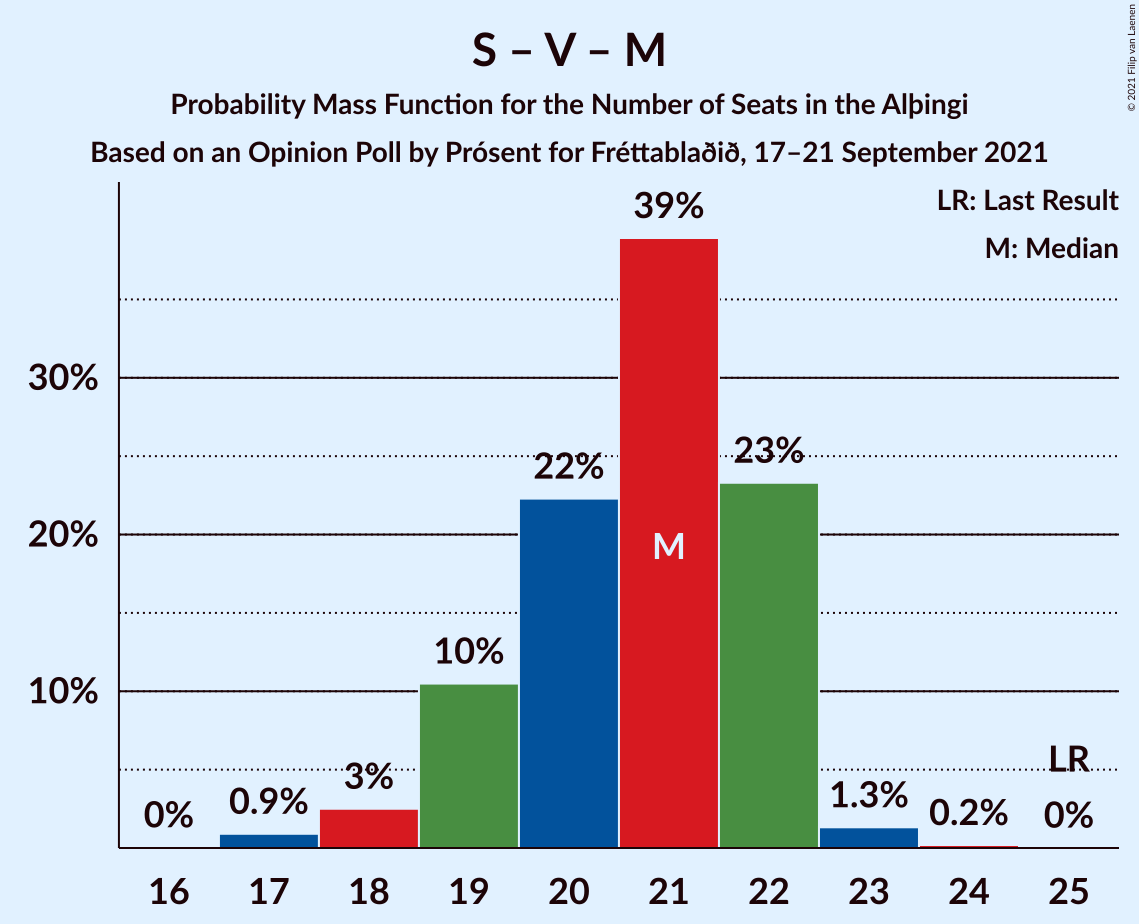 S – V – M
Probability Mass Function for the Number of Seats in the Alþingi
Based on an Opinion Poll by Prósent for Fréttablaðið, 17–21 September 2021
© 2021 Filip van Laenen
LR: Last Result
M: Median
30%
20%
10%
0%
0.9%
3%
10%
22%
39%
M
23%
1.3%
0.2%
LR
0%
16 17 18 19 20 21 22 23 24 25